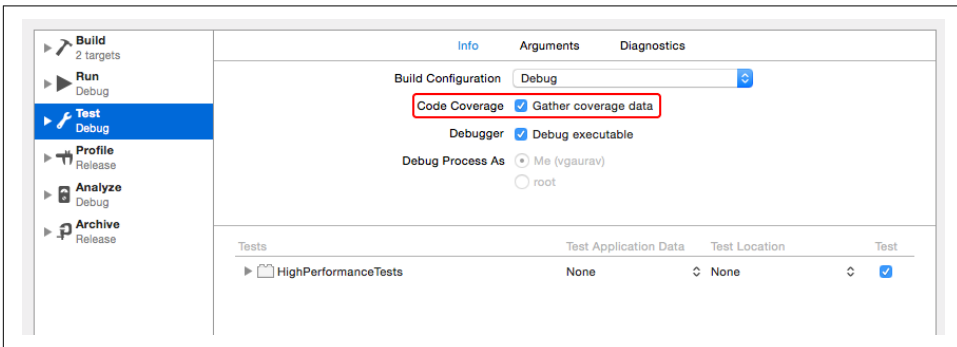 Build
2 targets
Run
Debug
Test
Debug
Profile
Release
Analyze
Debug
Archive
Release
Info Arguments Diagnostics
Build Configuration Debug
Code Coverage Gather coverage data
Debugger Debug executable
Debug Process As Me (vgaurav)
root
Tests Test Application Data Test Location Test
HighPerformanceTests None None